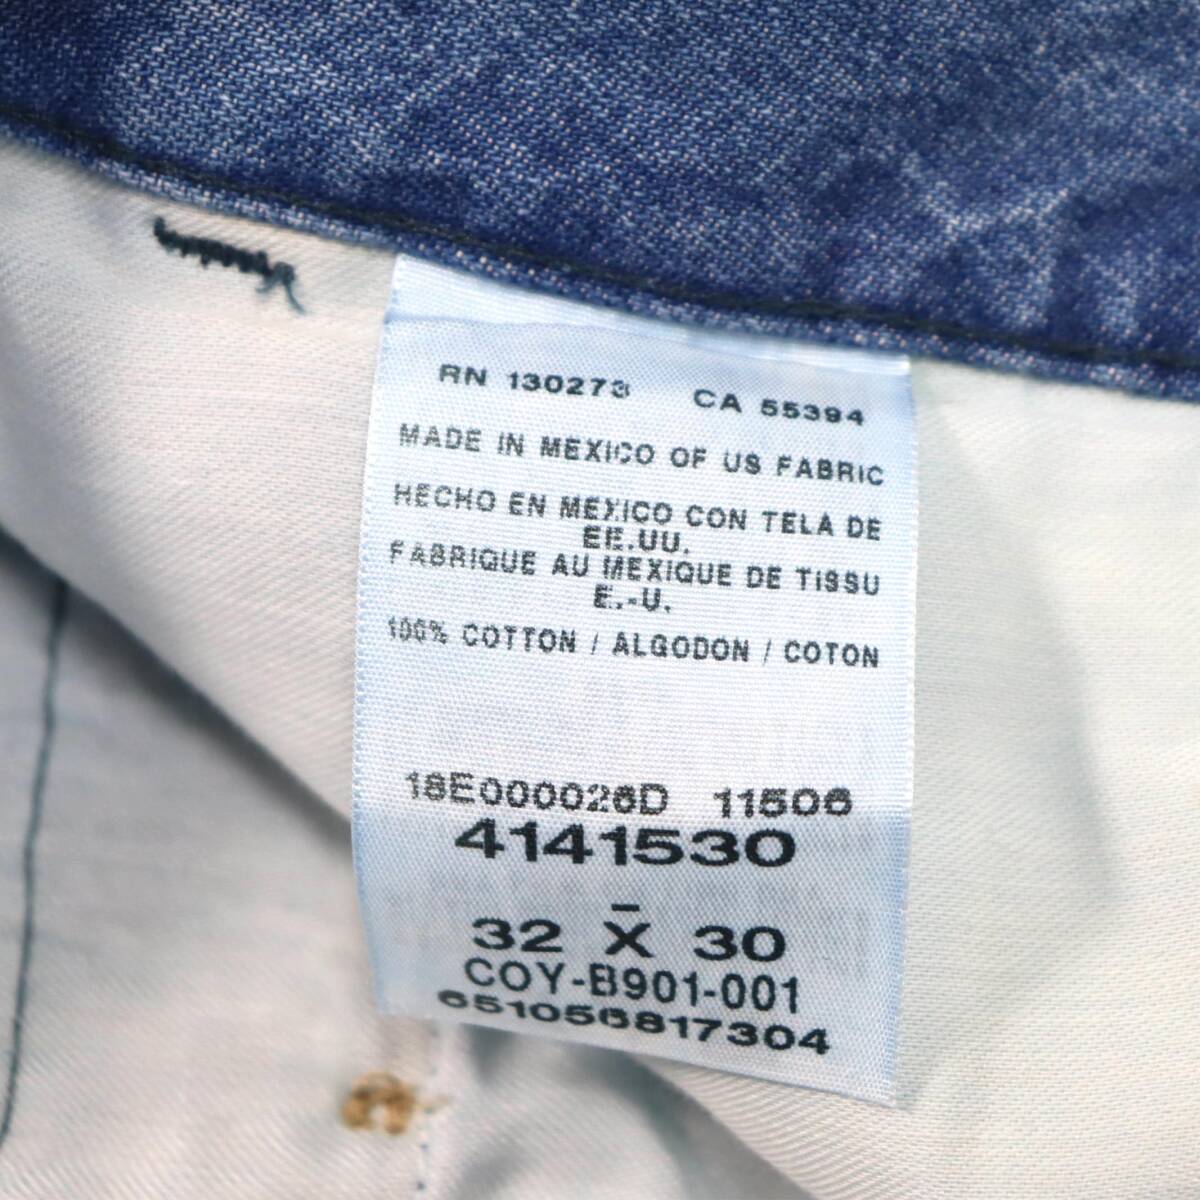 RN 130273 CA 55394
MADE IN MEXICO OF US FABRIC
HECHO EN MEXICO CON TELA DE
EE.UU.
FABRIQUE AU MEXIQUE DE TISSU
E.-U.
100% COTTON / ALGODON / COTON
18E000026D 11506
4141530
32 X 30
COY-B901-001
651056817304